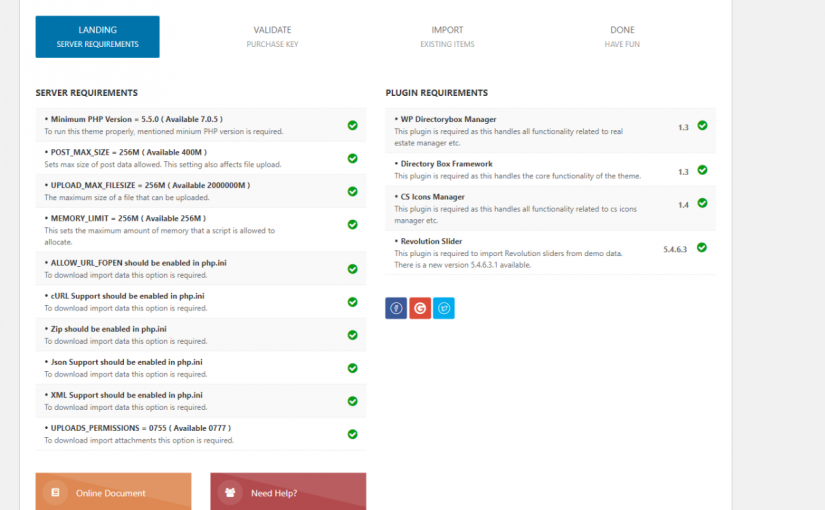 LANDING
SERVER REQUIREMENTS
VALIDATE
PURCHASE KEY
IMPORT
EXISTING ITEMS
DONE
HAVE FUN
SERVER REQUIREMENTS
• Minimum PHP Version = 5.5.0 ( Available 7.0.5 )
To run this theme properly, mentioned minium PHP version is required.
• POST_MAX_SIZE = 256M ( Available 400M )
Sets max size of post data allowed. This setting also affects file upload.
• UPLOAD_MAX_FILESIZE = 256M ( Available 2000000M )
The maximum size of a file that can be uploaded.
• MEMORY_LIMIT = 256M ( Available 256M )
This sets the maximum amount of memory that a script is allowed to
allocate.
• ALLOW_URL_FOPEN should be enabled in php.ini
To download import data this option is required.
• cURL Support should be enabled in php.ini
To download import data this option is required.
• Zip should be enabled in php.ini
To download import data this option is required.
• Json Support should be enabled in php.ini
To download import data this option is required.
• XML Support should be enabled in php.ini
To download import data this option is required.
• UPLOADS_PERMISSIONS = 0755 ( Available 0777 )
To import attachments this option is required.
PLUGIN REQUIREMENTS
• WP Directorybox Manager
This plugin is required as this handles all functionality related to real
estate manager etc.
1.3
• Directory Box Framework
This plugin is required as this handles the core functionality of the theme.
1.3
• CS Icons Manager
This plugin is required as this handles all functionality related to cs icons
manager etc.
1.4
• Revolution Slider
This plugin is required to import Revolution sliders from demo data.
There is a new version 5.4.6.3.1 available.
5.4.6.3
Online Document
Need Help?